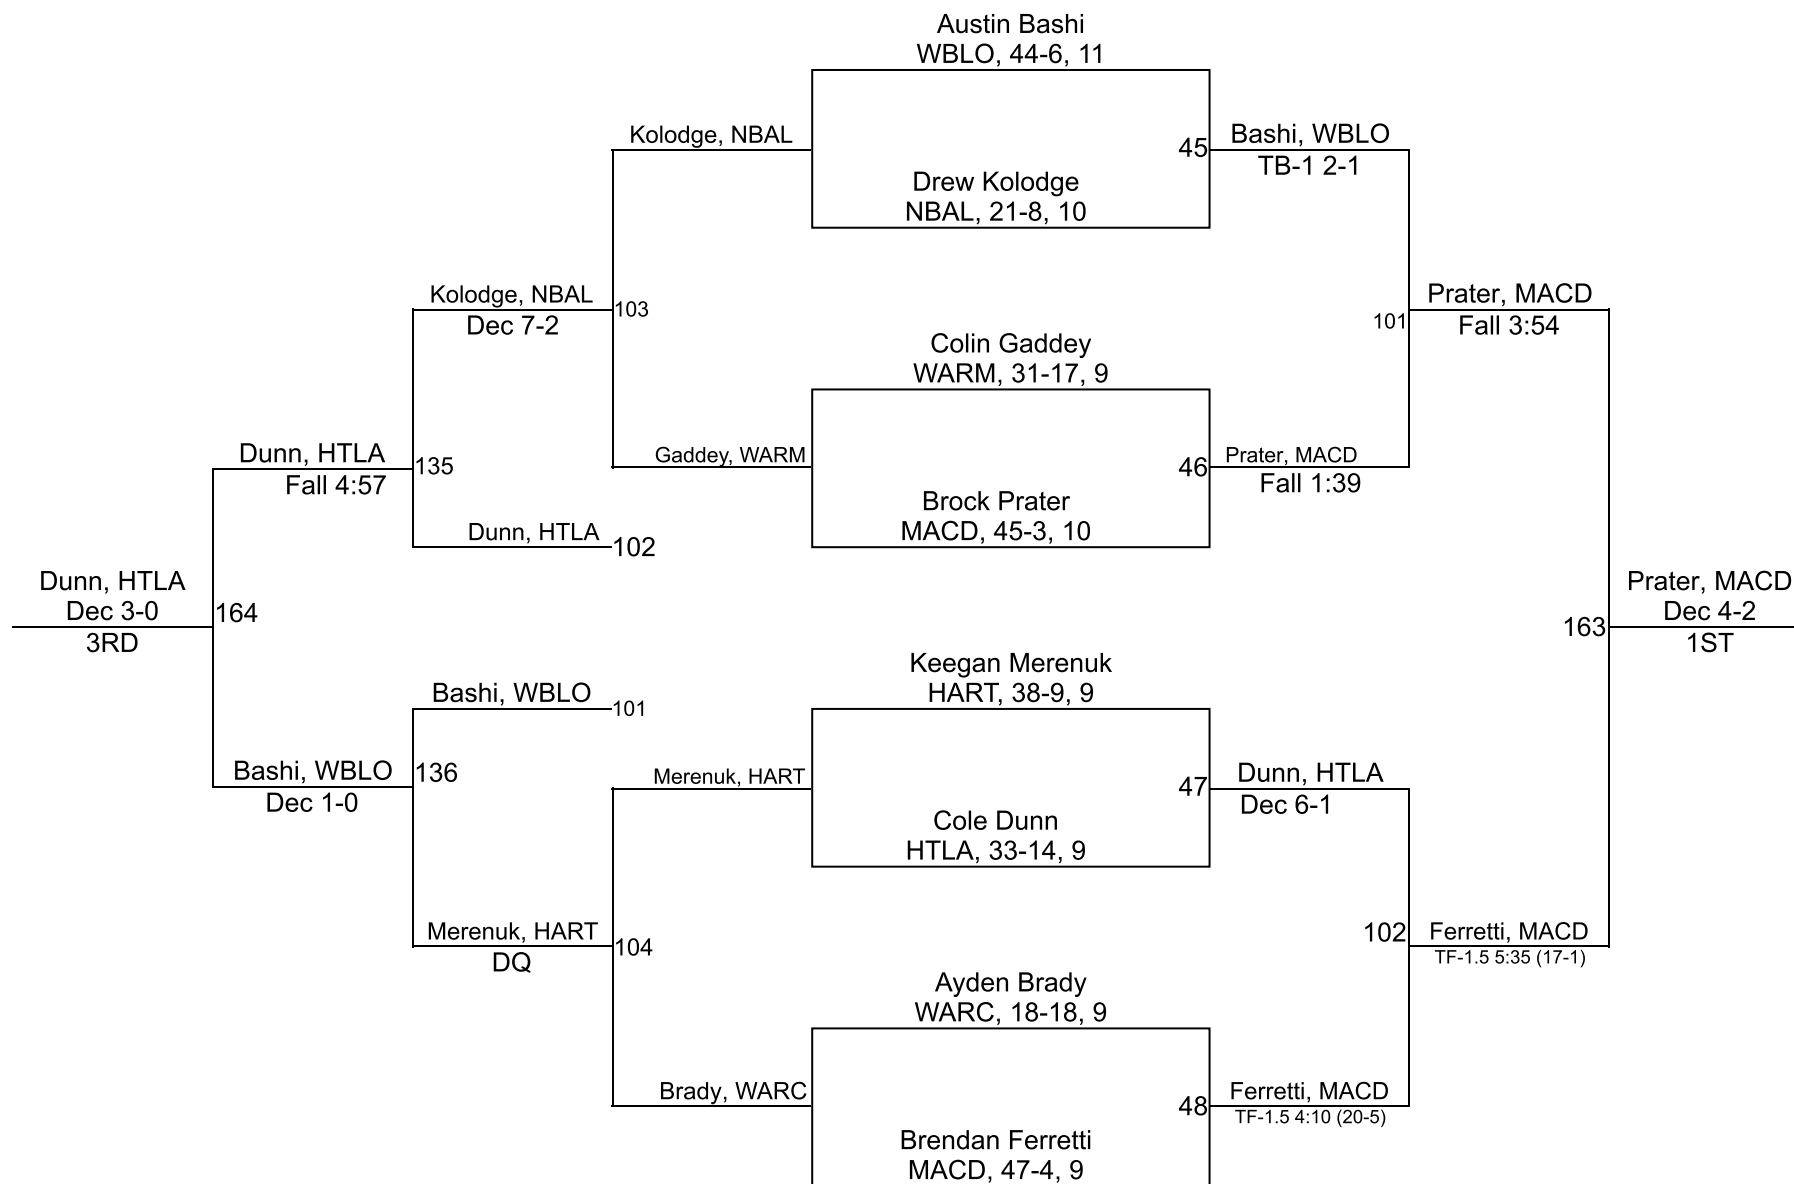 Austin Bashi
WBLO, 44-6, 11
Kolodge, NBAL
45
Bashi, WBLO
TB-1 2-1
Drew Kolodge
NBAL, 21-8, 10
Kolodge, NBAL
Dec 7-2
103
Prater, MACD
Fall 3:54
101
Colin Gaddey
WARM, 31-17, 9
Dunn, HTLA
Fall 4:57
135
Gaddey, WARM
46
Prater, MACD
Fall 1:39
Brock Prater
MACD, 45-3, 10
Dunn, HTLA
102
Dunn, HTLA
Dec 3-0
3RD
164
163
Prater, MACD
Dec 4-2
1ST
Keegan Merenuk
HART, 38-9, 9
Bashi, WBLO
101
Bashi, WBLO
Dec 1-0
136
Merenuk, HART
47
Dunn, HTLA
Dec 6-1
Cole Dunn
HTLA, 33-14, 9
Merenuk, HART
DQ
104
102
Ferretti, MACD
TF-1.5 5:35 (17-1)
Ayden Brady
WARC, 18-18, 9
Brady, WARC
48
Ferretti, MACD
TF-1.5 4:10 (20-5)
Brendan Ferretti
MACD, 47-4, 9